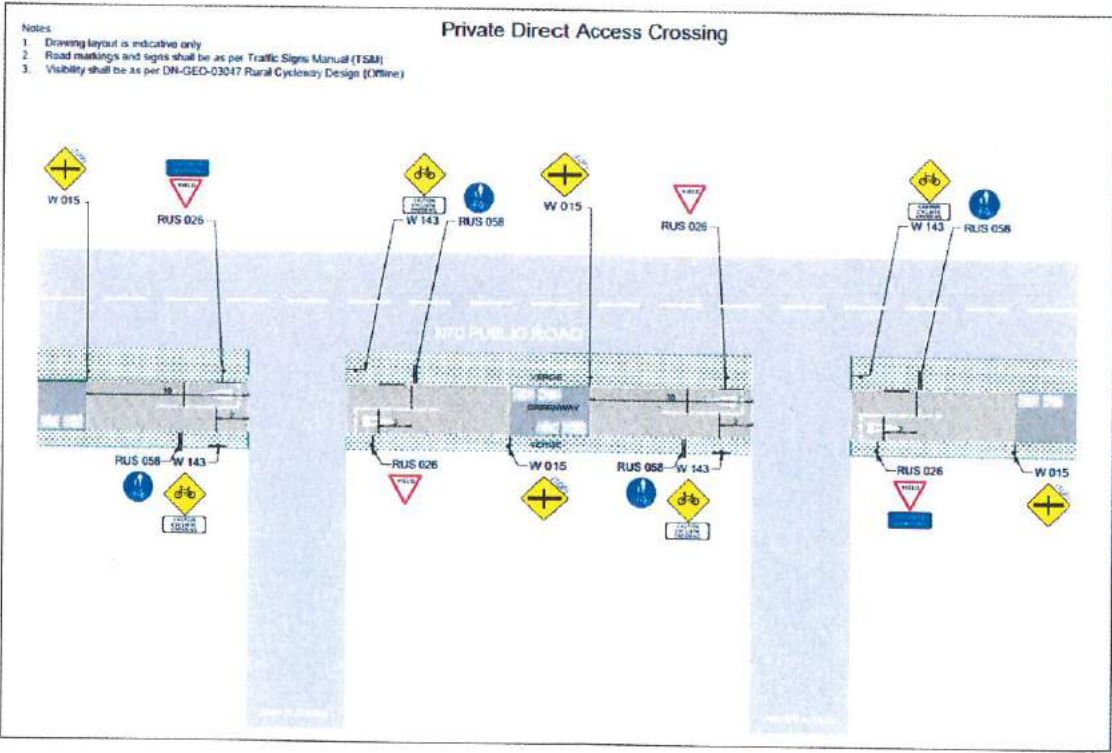 Private Direct Access Crossing
Notes
1. Drawing layout is indicative only
2. Road markings and signs shall be as per Traffic Signs Manual (TSM)
3. Visibility shall be as per DN-GEO-03047 Rural Cycleway Design (Offline)
W 015
YIELD
RUS 026
W 143
RUS 058
W 015
YIELD
RUS 026
W 143
RUS 058
N70 PUBLIC ROAD
VERGE
GREENWAY
VERGE
RUS 058
W 143
RUS 026
YIELD
W 015
RUS 058
W 143
RUS 026
YIELD
W 015